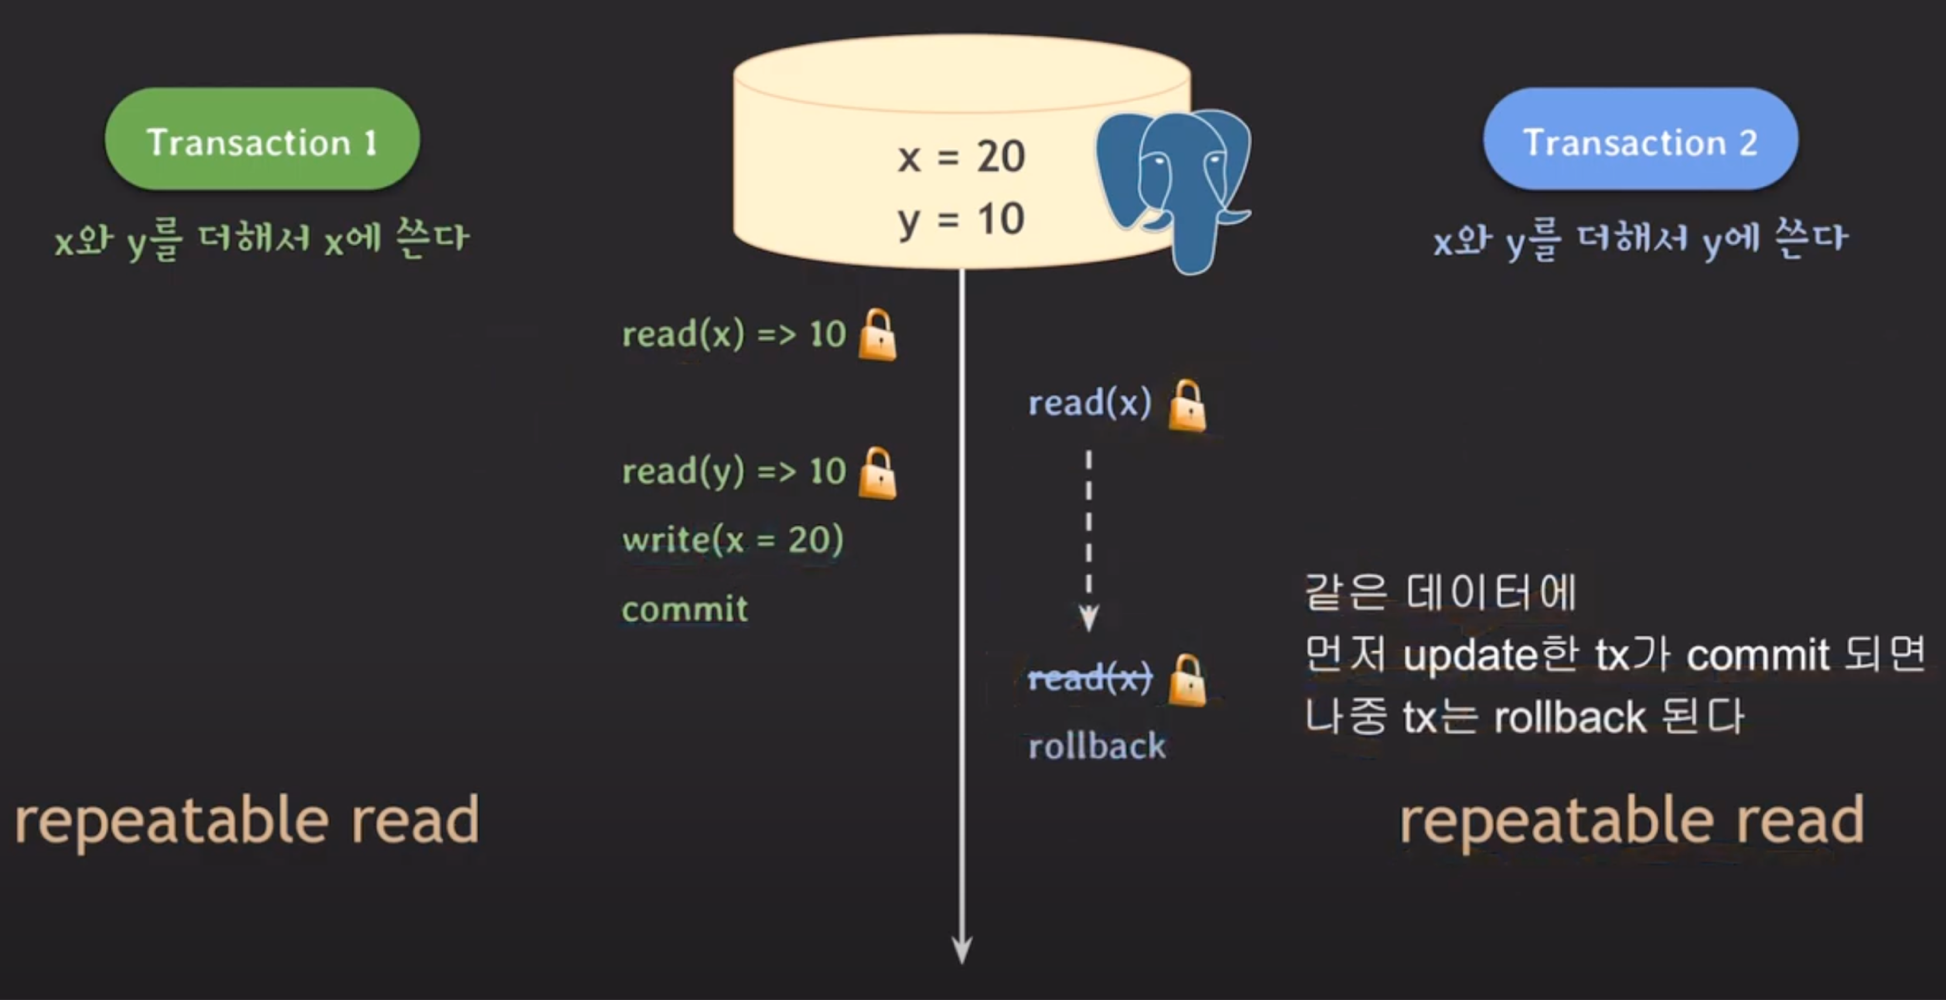 Transaction 1
x와 y를 더해서 x에 쓴다
x = 20
y = 10
Transaction 2
x와 y를 더해서 y에 쓴다
read(x) => 10
read(x)
read(y) => 10
write(x = 20)
commit
read(x)
rollback
같은 데이터에
먼저 update한 tx가 commit 되면
나중 tx는 rollback 된다
repeatable read
repeatable read